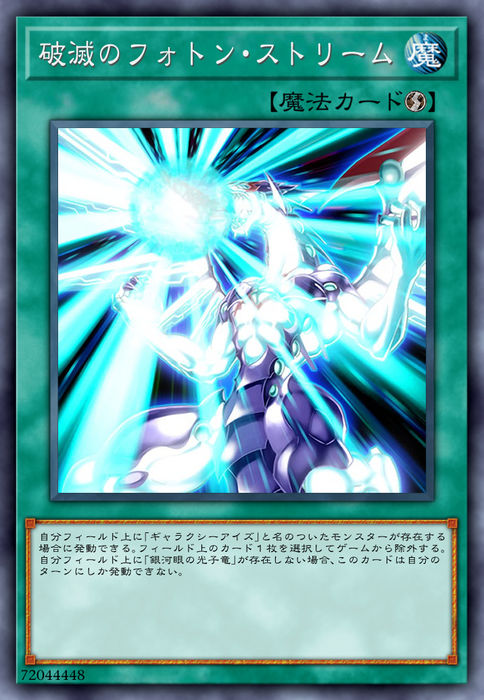 破滅のフォトン・ストリーム 魔
【魔法カード】
自分フィールド上に「ギャラクシーアイズ」と名のついたモンスターが存在する
場合に発動できる。フィールド上のカード1枚を選択してゲームから除外する。
自分フィールド上に「銀河眼の光子竜」が存在しない場合、このカードは自分の
ターンにしか発動できない。
72044448